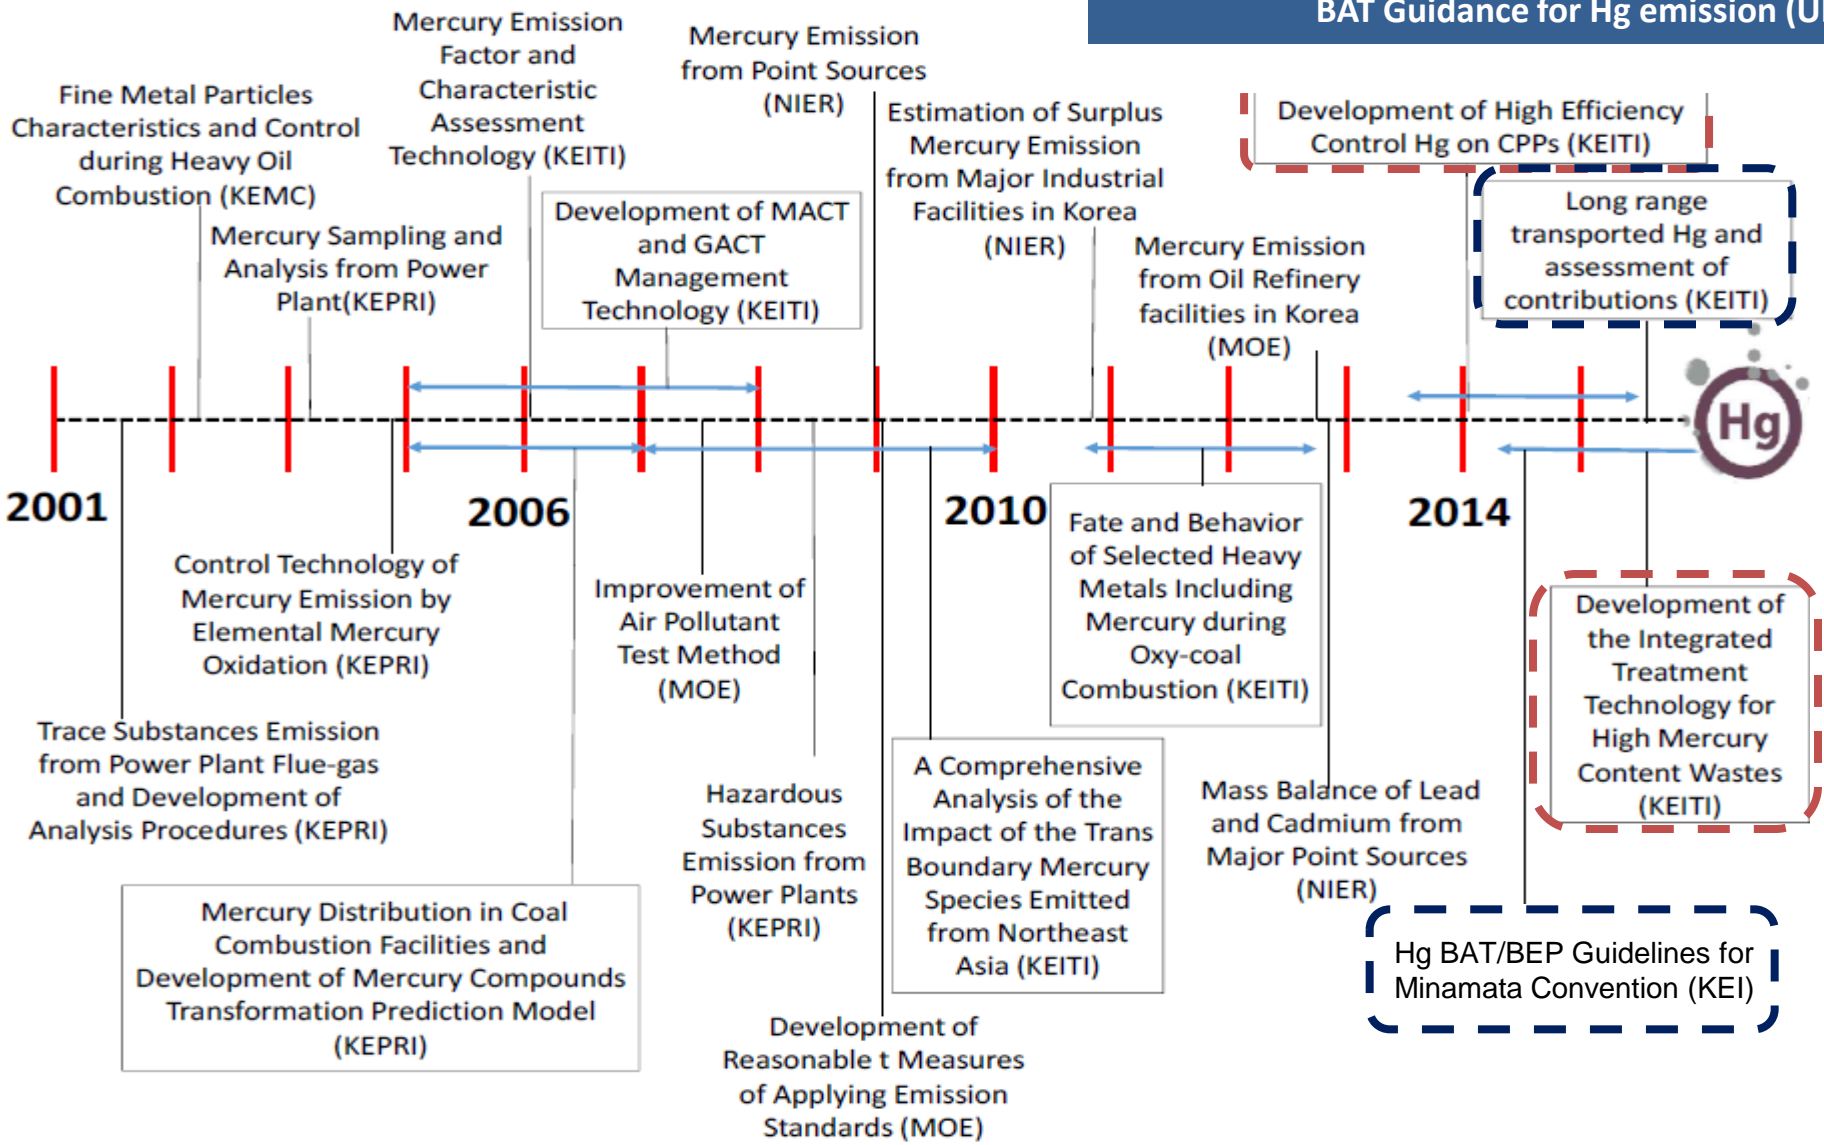 BAT Guidance for Hg emission
Fine Metal Particles
Characteristics and Control
during Heavy Oil
Combustion (KEMC)
Mercury Sampling and
Analysis from Power
Plant(KEPRI)
Mercury Emission
Factor and
Characteristic
Assessment
Technology (KEITI)
Development of MACT
and GACT
Management
Technology (KEITI)
Mercury Emission
from Point Sources
(NIER)
Estimation of Surplus
Mercury Emission
from Major Industrial
Facilities in Korea
(NIER)
Mercury Emission
from Oil Refinery
facilities in Korea
(MOE)
Development of High Efficiency
Control Hg on CPPs (KEITI)
Long range
transported Hg and
assessment of
contributions (KEITI)
Hg
2001
2006
2010
2014
Trace Substances Emission
from Power Plant Flue-gas
and Development of
Analysis Procedures (KEPRI)
Control Technology of
Mercury Emission by
Elemental Mercury
Oxidation (KEPRI)
Mercury Distribution in Coal
Combustion Facilities and
Development of Mercury Compounds
Transformation Prediction Model
(KEPRI)
Improvement of
Air Pollutant
Test Method
(MOE)
Hazardous
Substances
Emission from
Power Plants
(KEPRI)
Development of
Reasonable t Measures
of Applying Emission
Standards (MOE)
A Comprehensive
Analysis of the
Impact of the Trans
Boundary Mercury
Species Emitted
from Northeast
Asia (KEITI)
Fate and Behavior
of Selected Heavy
Metals Including
Mercury during
Oxy-coal
Combustion (KEITI)
Mass Balance of Lead
and Cadmium from
Major Point Sources
(NIER)
Hg BAT/BEP Guidelines for
Minamata Convention (KEI)
Development of
the Integrated
Treatment
Technology for
High Mercury
Content Wastes
(KEITI)